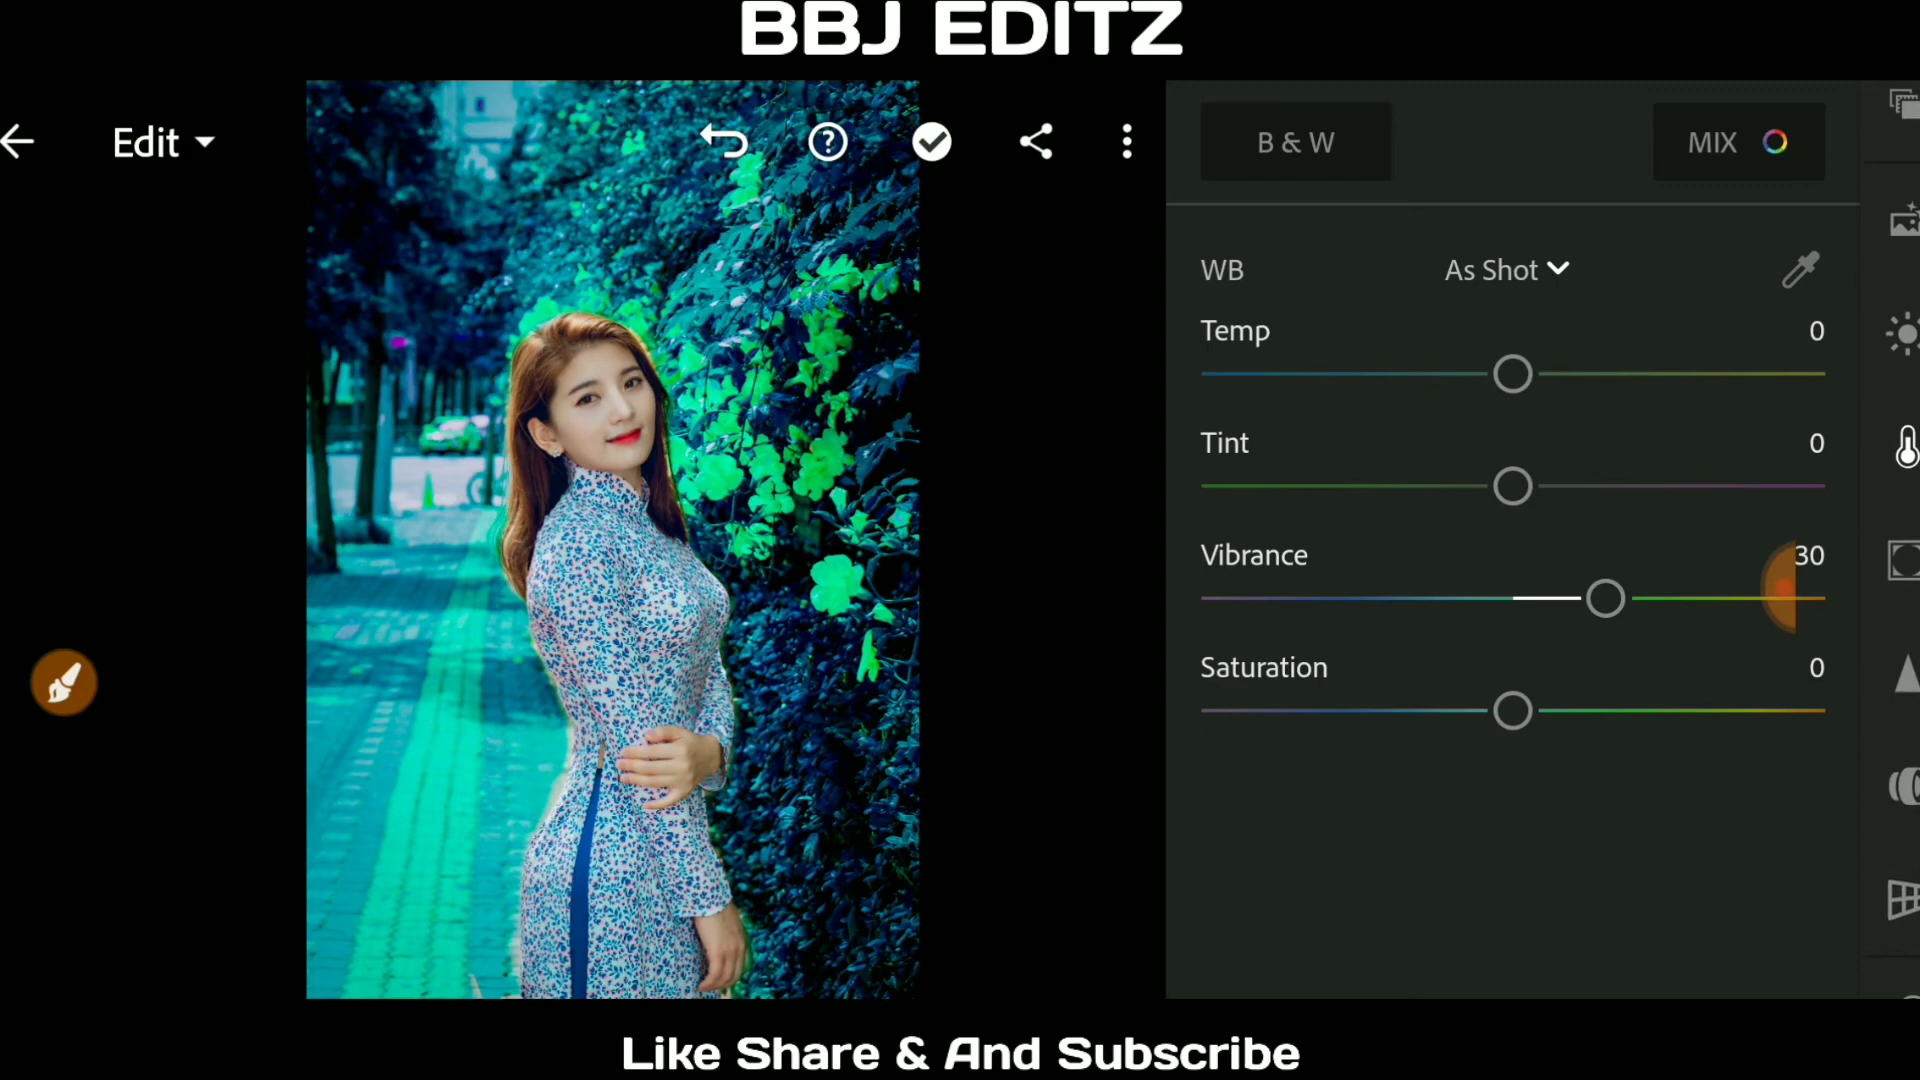 BBJ EDITZ
Edit
B & W
MIX
WB
As Shot
Temp
0
Tint
0
Vibrance
30
Saturation
0
Like Share & And Subscribe